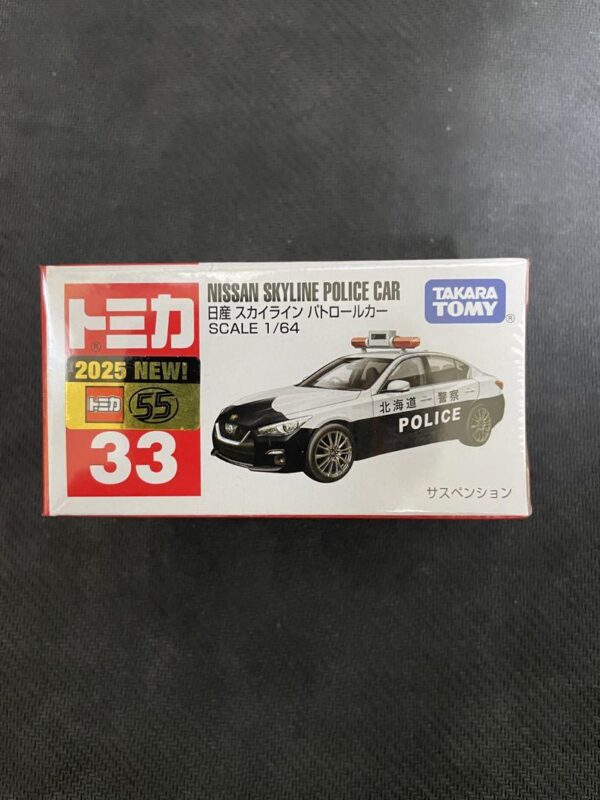 トミカ
®
2025 NEW!
トミカ 55
33
NISSAN SKYLINE POLICE CAR
日産 スカイライン パトロールカー
SCALE 1/64
TAKARA
TOMY®
北海道 警察
POLICE
サスペンション